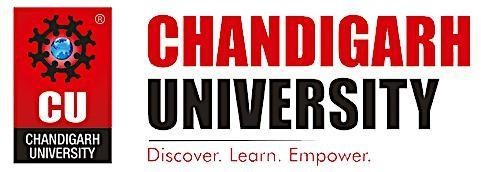 ®
CU
CHANDIGARH
UNIVERSITY
CHANDIGARH
UNIVERSITY
Discover. Learn. Empower.